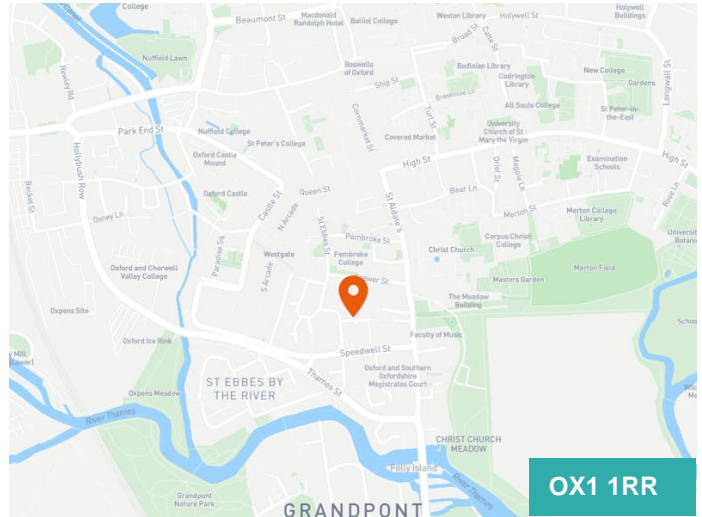 College
Beaumont St
Macdonald
Randolph Hotel
Balliol College
Weston Library
Holywell St
Holywell
Buildings
Broad St
Catte St
Nuffield Lawn
Rewley Rd
Boswells
of Oxford
Ship St
Bodleian Library
Codrington
Library
New College
Gardens
Longwall St
Brasenose Ln
All Souls College
St Peter-in-
the-East
Park End St
Nuffield College
St Peter's College
Cornmarket St
Turl St
Covered Market
University
Church of St
Mary the Virgin
Hollybush Row
Oxford Castle
Mound
High St
Examination
Schools
High St
Becket St
Oxford Castle
Castle St
Queen St
St Aldate's
Bear Ln
Oriel St
Magpie Ln
Rose Ln
Osney Ln
N Arcade
St Ebbes St
Merton St
Merton College
Library
Paradise Sq
Pembroke St
Corpus Christi
College
Universit
Botani
Westgate
Pembroke
College
Christ Church
Oxford and Cherwell
Valley College
S Arcade
Brewer St
Masters Garden
Merton Field
Oxpens Site
The Meadow
Building
Faculty of Music
Schoo
Oxford Ice Rink
Speedwell St
y Mill
(Lower)
ST EBBES BY
THE RIVER
Thames St
Oxford and Southern
Oxfordshire
Magistrates Court
Oxpens Meadow
River Thames
CHRIST CHURCH
MEADOW
Folly Island
River Thames
OX1 1RR
Grandpont
Nature Park
GRANDPONT